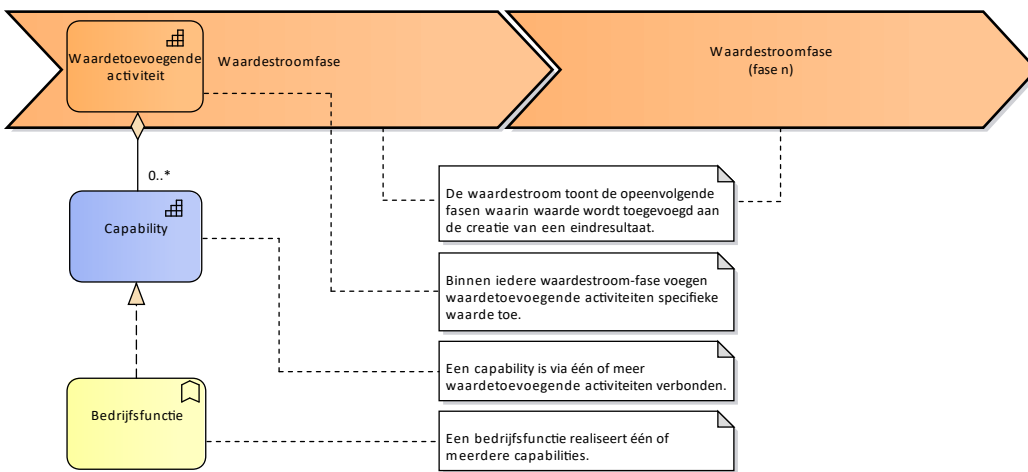 Waardetoevoegende
activiteit
Waardestroomfase
Waardestroomfase
(fase n)
0..*
Capability
Bedrijfsfunctie
De waardestroom toont de opeenvolgende
fasen waarin waarde wordt toegevoegd aan
de creatie van een eindresultaat.
Binnen iedere waardestroom-fase voegen
waardetoevoegende activiteiten specifieke
waarde toe.
Een capability is via één of meer
waardetoevoegende activiteiten verbonden.
Een bedrijfsfunctie realiseert één of
meerdere capabilities.